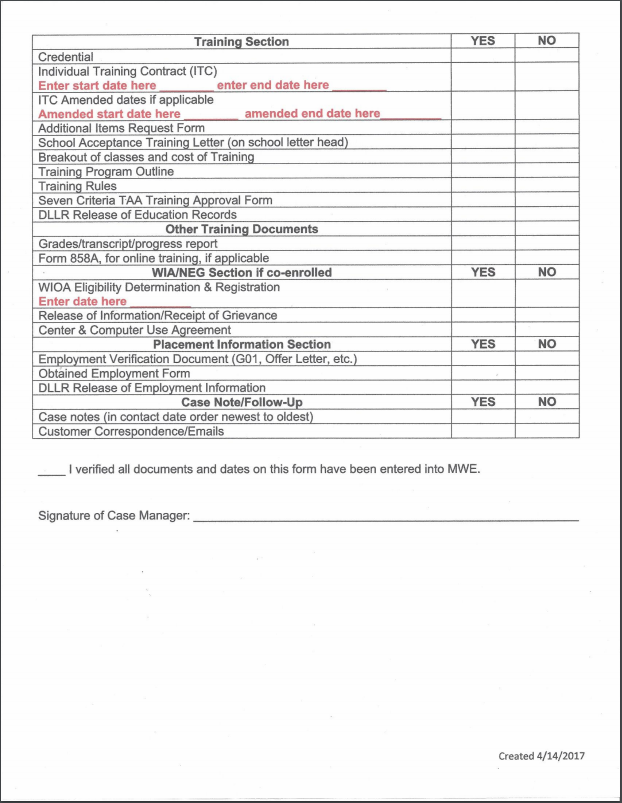 Training Section YES NO
Credential
Individual Training Contract (ITC)
Enter start date here ________ enter end date here ________
ITC Amended dates if applicable
Amended start date here ________ amended end date here_________
Additional Items Request Form
School Acceptance Training Letter (on school letter head)
Breakout of classes and cost of Training
Training Program Outline
Training Rules
Seven Criteria TAA Training Approval Form
DLLR Release of Education Records
Other Training Documents
Grades/transcript/progress report
Form 858A, for online training, if applicable
WIA/NEG Section if co-enrolled YES NO
WIOA Eligibility Determination & Registration
Enter date here _________
Release of Information/Receipt of Grievance
Center & Computer Use Agreement
Placement Information Section YES NO
Employment Verification Document (G01, Offer Letter, etc.)
Obtained Employment Form
DLLR Release of Employment Information
Case Note/Follow-Up YES NO
Case notes (in contact date order newest to oldest)
Customer Correspondence/Emails
____ I verified all documents and dates on this form have been entered into MWE.
Signature of Case Manager: ____________________
Created 4/14/2017